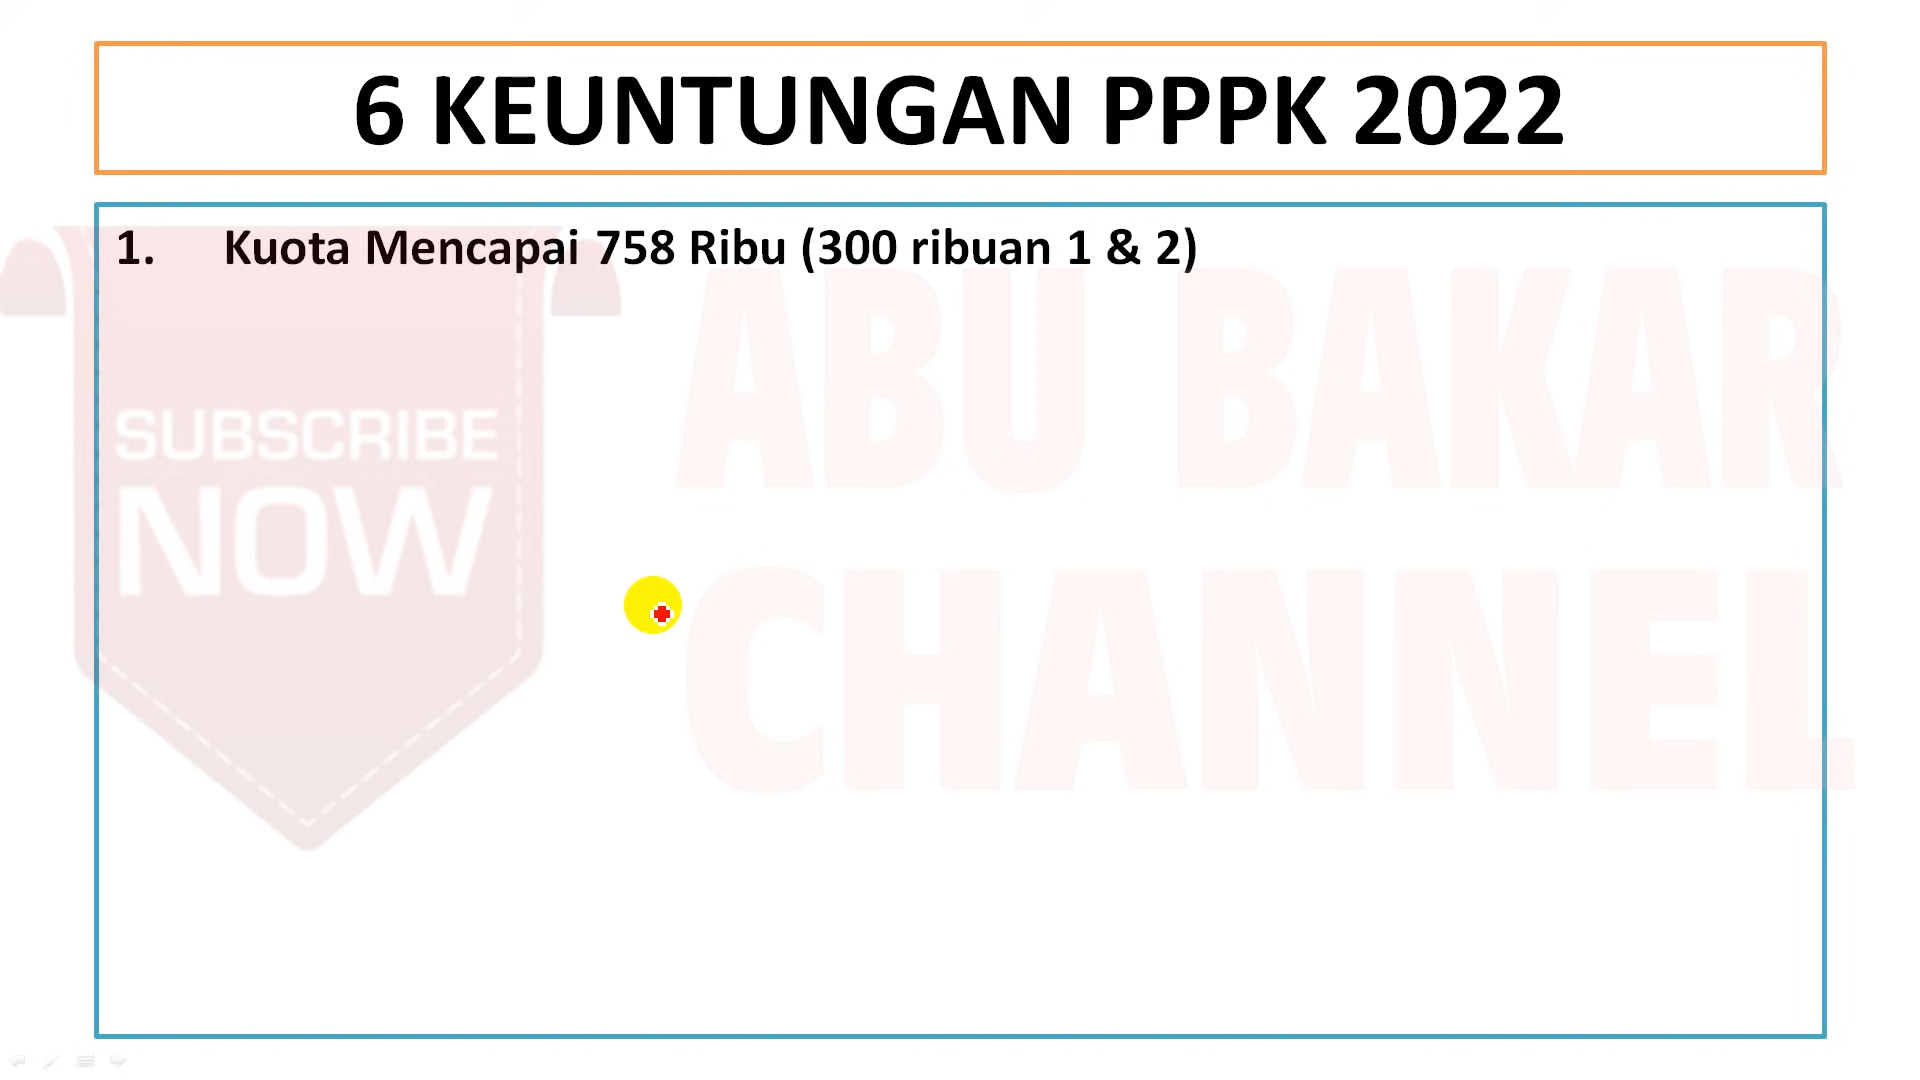 6 KEUNTUNGAN PPPK 2022
1. Kuota Mencapai 758 Ribu (300 ribuan 1 & 2)
SUBSCRIBE
NOW
ABU BAKAR
CHANNEL